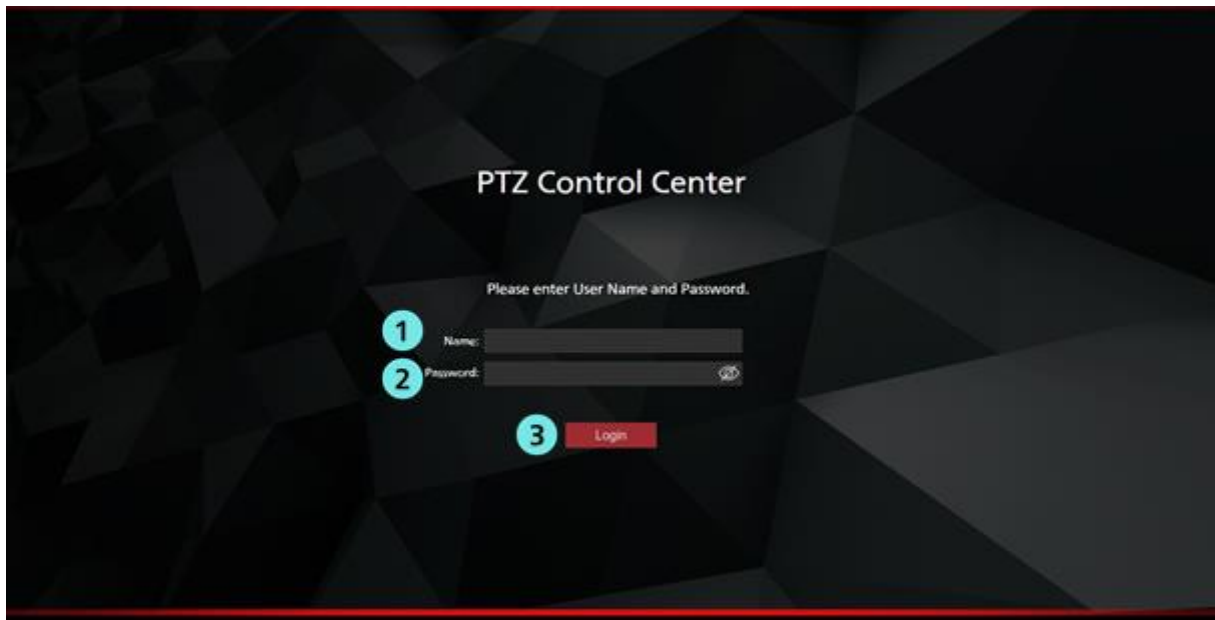 PTZ Control Center
Please enter User Name and Password.
1 Name:
2 Password:
3 Login